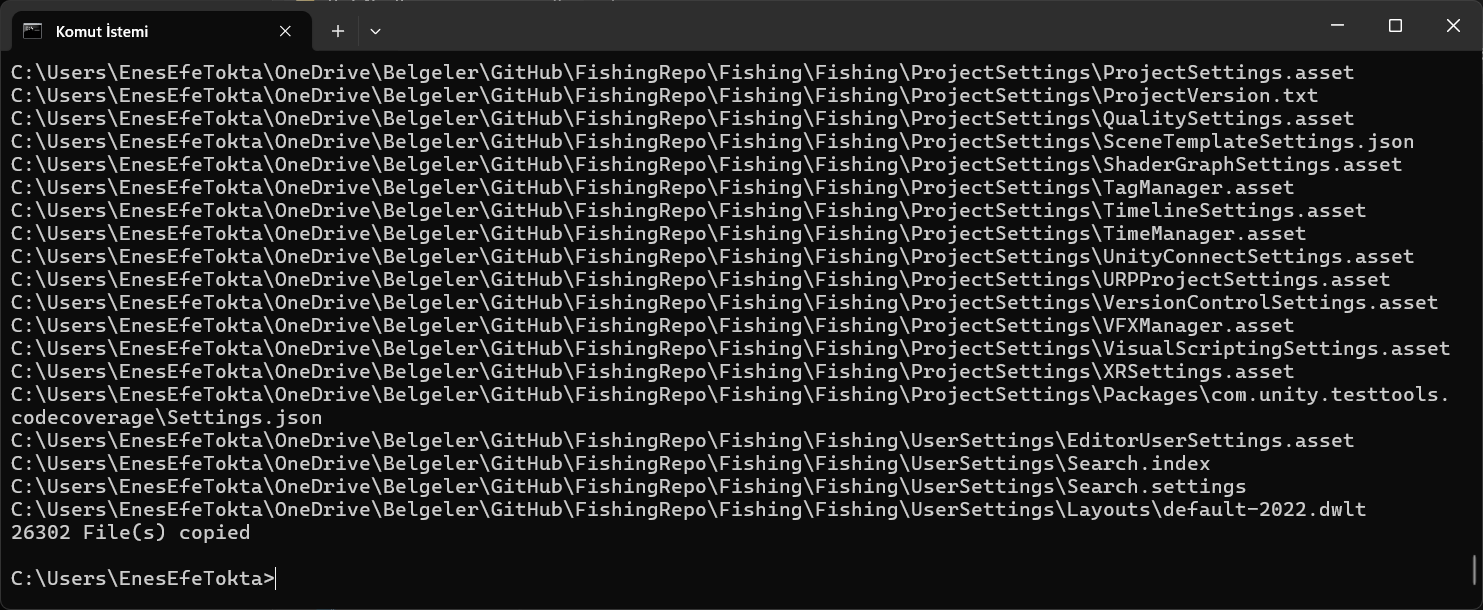 Komut İstemi
C:\Users\EnesEfeTokta\OneDrive\Belgeler\GitHub\FishingRepo\Fishing\Fishing\ProjectSettings\ProjectSettings.asset
C:\Users\EnesEfeTokta\OneDrive\Belgeler\GitHub\FishingRepo\Fishing\Fishing\ProjectSettings\ProjectVersion.txt
C:\Users\EnesEfeTokta\OneDrive\Belgeler\GitHub\FishingRepo\Fishing\Fishing\ProjectSettings\QualitySettings.asset
C:\Users\EnesEfeTokta\OneDrive\Belgeler\GitHub\FishingRepo\Fishing\Fishing\ProjectSettings\SceneTemplateSettings.json
C:\Users\EnesEfeTokta\OneDrive\Belgeler\GitHub\FishingRepo\Fishing\Fishing\ProjectSettings\ShaderGraphSettings.asset
C:\Users\EnesEfeTokta\OneDrive\Belgeler\GitHub\FishingRepo\Fishing\Fishing\ProjectSettings\TagManager.asset
C:\Users\EnesEfeTokta\OneDrive\Belgeler\GitHub\FishingRepo\Fishing\Fishing\ProjectSettings\TimelineSettings.asset
C:\Users\EnesEfeTokta\OneDrive\Belgeler\GitHub\FishingRepo\Fishing\Fishing\ProjectSettings\TimeManager.asset
C:\Users\EnesEfeTokta\OneDrive\Belgeler\GitHub\FishingRepo\Fishing\Fishing\ProjectSettings\UnityConnectSettings.asset
C:\Users\EnesEfeTokta\OneDrive\Belgeler\GitHub\FishingRepo\Fishing\Fishing\ProjectSettings\URPProjectSettings.asset
C:\Users\EnesEfeTokta\OneDrive\Belgeler\GitHub\FishingRepo\Fishing\Fishing\ProjectSettings\VersionControlSettings.asset
C:\Users\EnesEfeTokta\OneDrive\Belgeler\GitHub\FishingRepo\Fishing\Fishing\ProjectSettings\VFXManager.asset
C:\Users\EnesEfeTokta\OneDrive\Belgeler\GitHub\FishingRepo\Fishing\Fishing\ProjectSettings\VisualScriptingSettings.asset
C:\Users\EnesEfeTokta\OneDrive\Belgeler\GitHub\FishingRepo\Fishing\Fishing\ProjectSettings\XRSettings.asset
C:\Users\EnesEfeTokta\OneDrive\Belgeler\GitHub\FishingRepo\Fishing\Fishing\ProjectSettings\Packages\com.unity.testtools.
codecoverage\Settings.json
C:\Users\EnesEfeTokta\OneDrive\Belgeler\GitHub\FishingRepo\Fishing\Fishing\UserSettings\EditorUserSettings.asset
C:\Users\EnesEfeTokta\OneDrive\Belgeler\GitHub\FishingRepo\Fishing\Fishing\UserSettings\Search.index
C:\Users\EnesEfeTokta\OneDrive\Belgeler\GitHub\FishingRepo\Fishing\Fishing\UserSettings\Search.settings
C:\Users\EnesEfeTokta\OneDrive\Belgeler\GitHub\FishingRepo\Fishing\Fishing\UserSettings\Layouts\default-2022.dwlt
26302 File(s) copied
C:\Users\EnesEfeTokta>